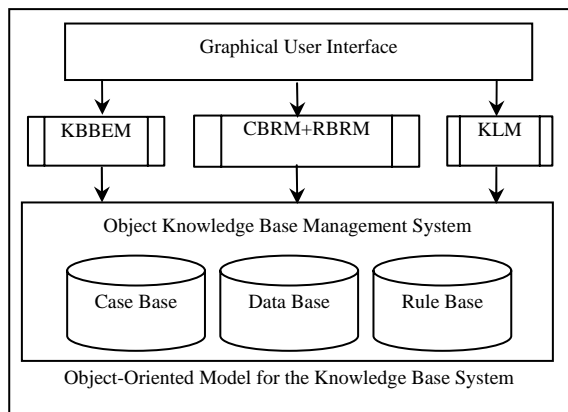 Graphical User Interface
KBBEM
CBRM+RBRM
KLM
Object Knowledge Base Management System
Case Base
Data Base
Rule Base
Object-Oriented Model for the Knowledge Base System